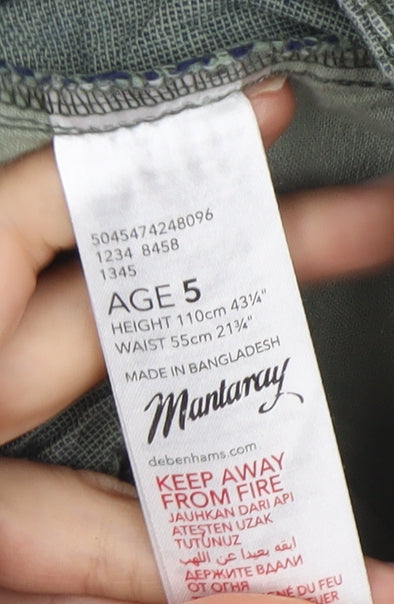 5045474248096
1234 8458
1345
AGE 5
HEIGHT 110cm 43¼"
WAIST 55cm 21¾"
MADE IN BANGLADESH
Mantaray
debenhams.com
KEEP AWAY
FROM FIRE
JAUHKAN DARI API
ATEŞTEN UZAK
TUTUNUZ
ابقه بعيدا عن اللهب
ДЕРЖИТЕ ВДАЛИ
ОТ ОГНЯ
DU FEU